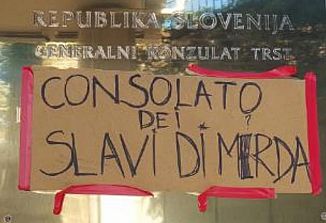 REPUBLIKA SLOVENIJA
GENERALNI KONZULAT TRST
CONSOLATO
DEI ?
SLAVI DI MERDA